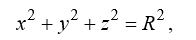 x² + y² + z² = R²,